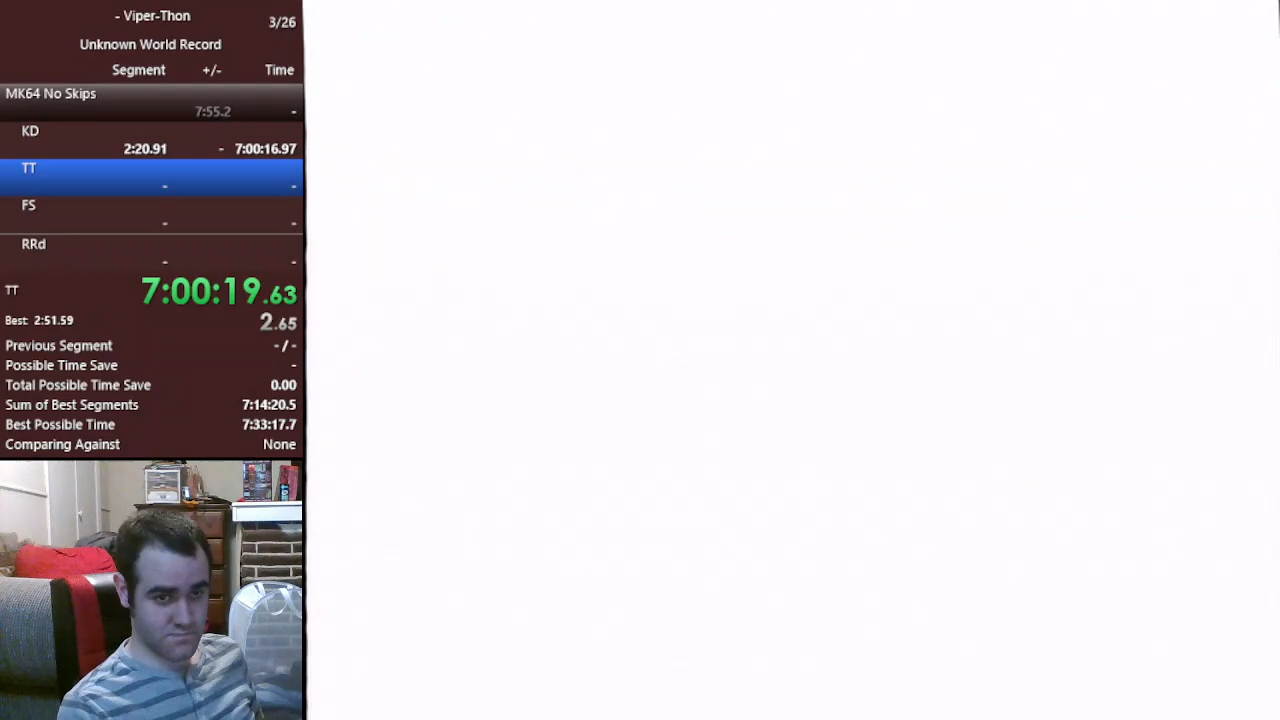 - Viper-Thon
3/26
Unknown World Record
Segment +/- Time
MK64 No Skips
7:55.2 -
KD
2:20.91 - 7:00:16.97
TT
- -
FS
- -
RRd
- -
TT 7:00:19.63
Best: 2:51.59 2.65
Previous Segment - / -
Possible Time Save -
Total Possible Time Save 0.00
Sum of Best Segments 7:14:20.5
Best Possible Time 7:33:17.7
Comparing Against None